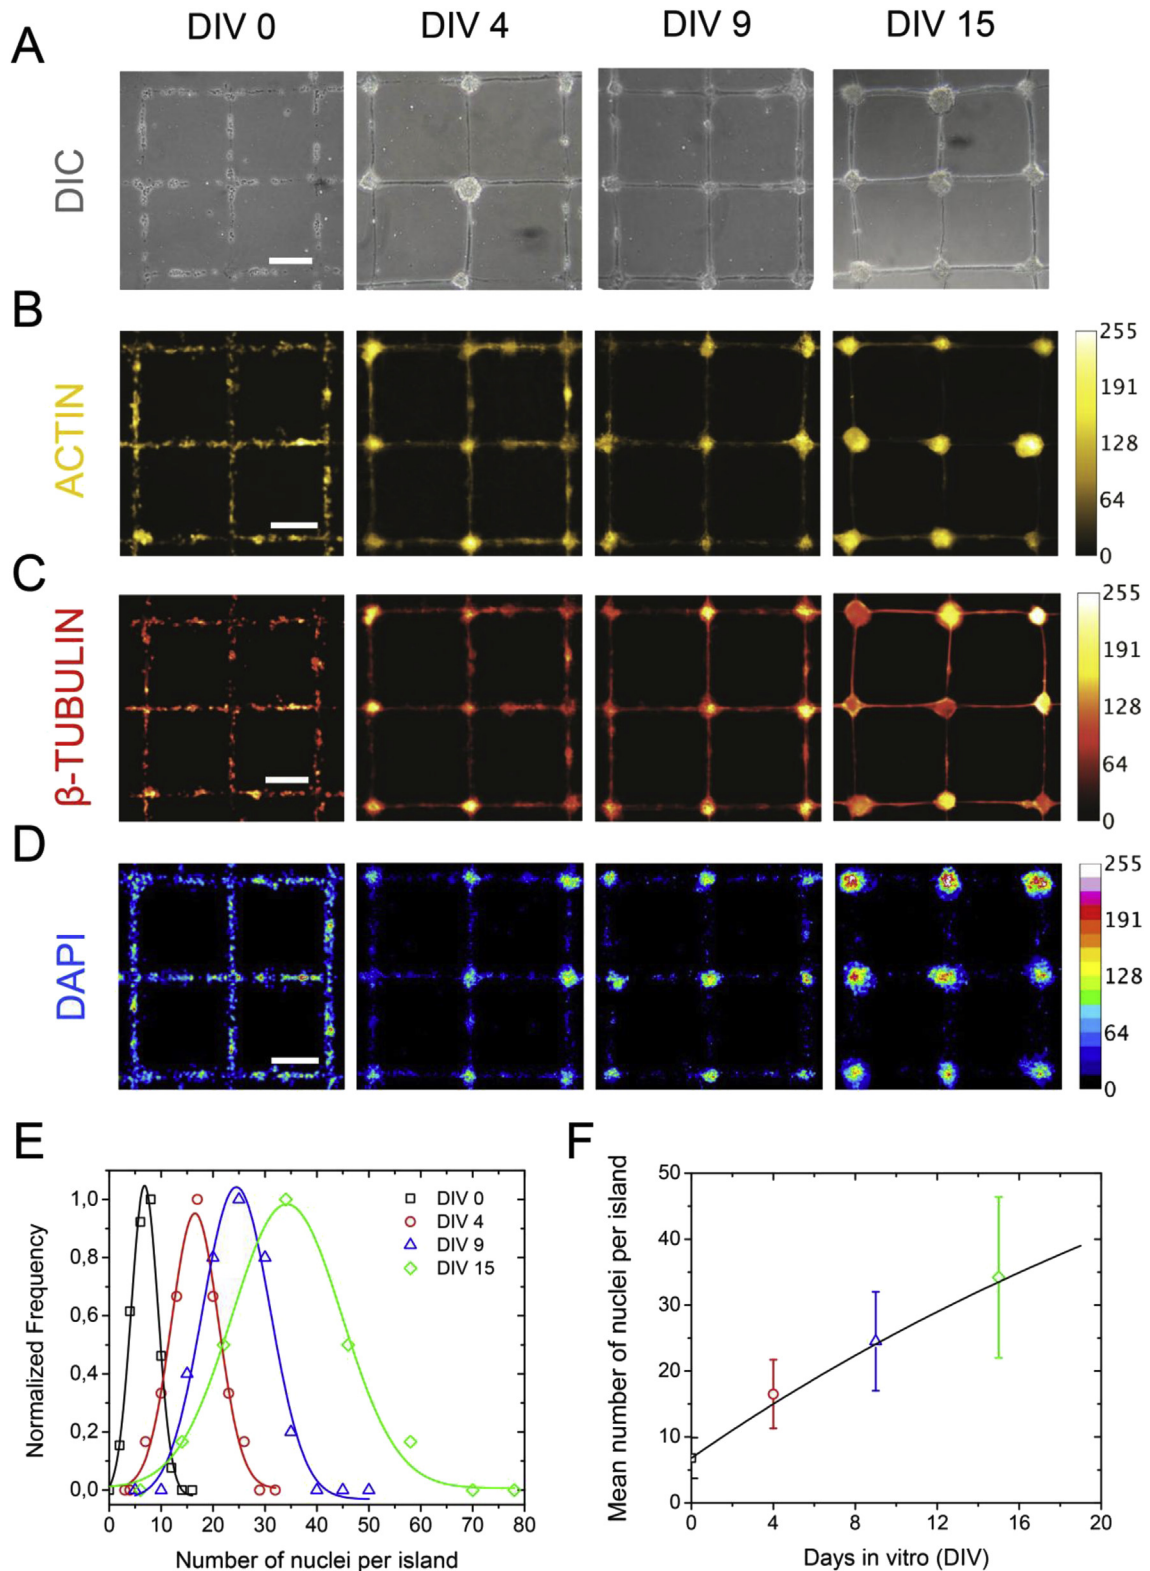 DIV 0 DIV 4 DIV 9 DIV 15
A
DIC
B
ACTIN
255
191
128
64
0
C
β-TUBULIN
255
191
128
64
0
D
DAPI
255
191
128
64
0
E
Normalized Frequency
1,0
0,8
0,6
0,4
0,2
0,0
DIV 0
DIV 4
DIV 9
DIV 15
0 10 20 30 40 50 60 70 80
Number of nuclei per island
F
Mean number of nuclei per island
50
40
30
20
10
0
0 4 8 12 16 20
Days in vitro (DIV)